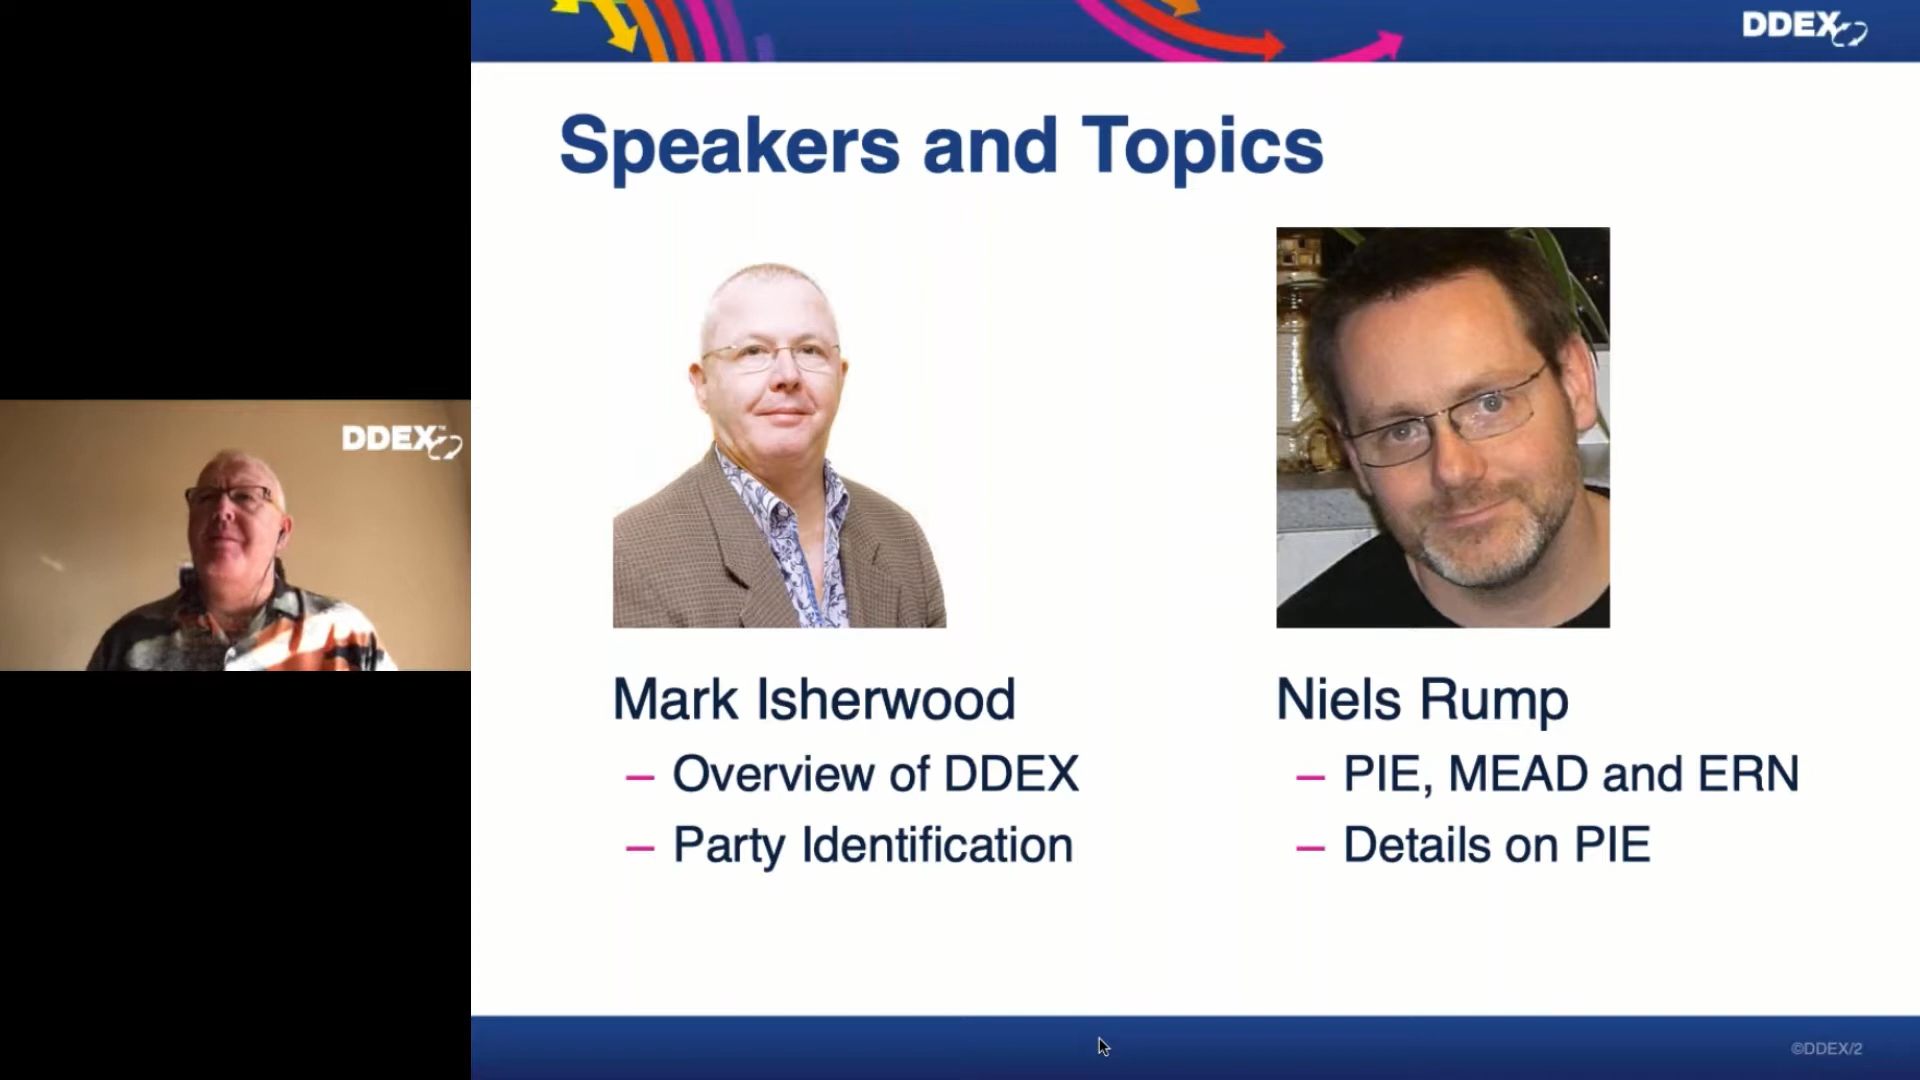 DDEX
Speakers and Topics
DDEX
Mark Isherwood
– Overview of DDEX
– Party Identification
Niels Rump
– PIE, MEAD and ERN
– Details on PIE
©DDEX/2